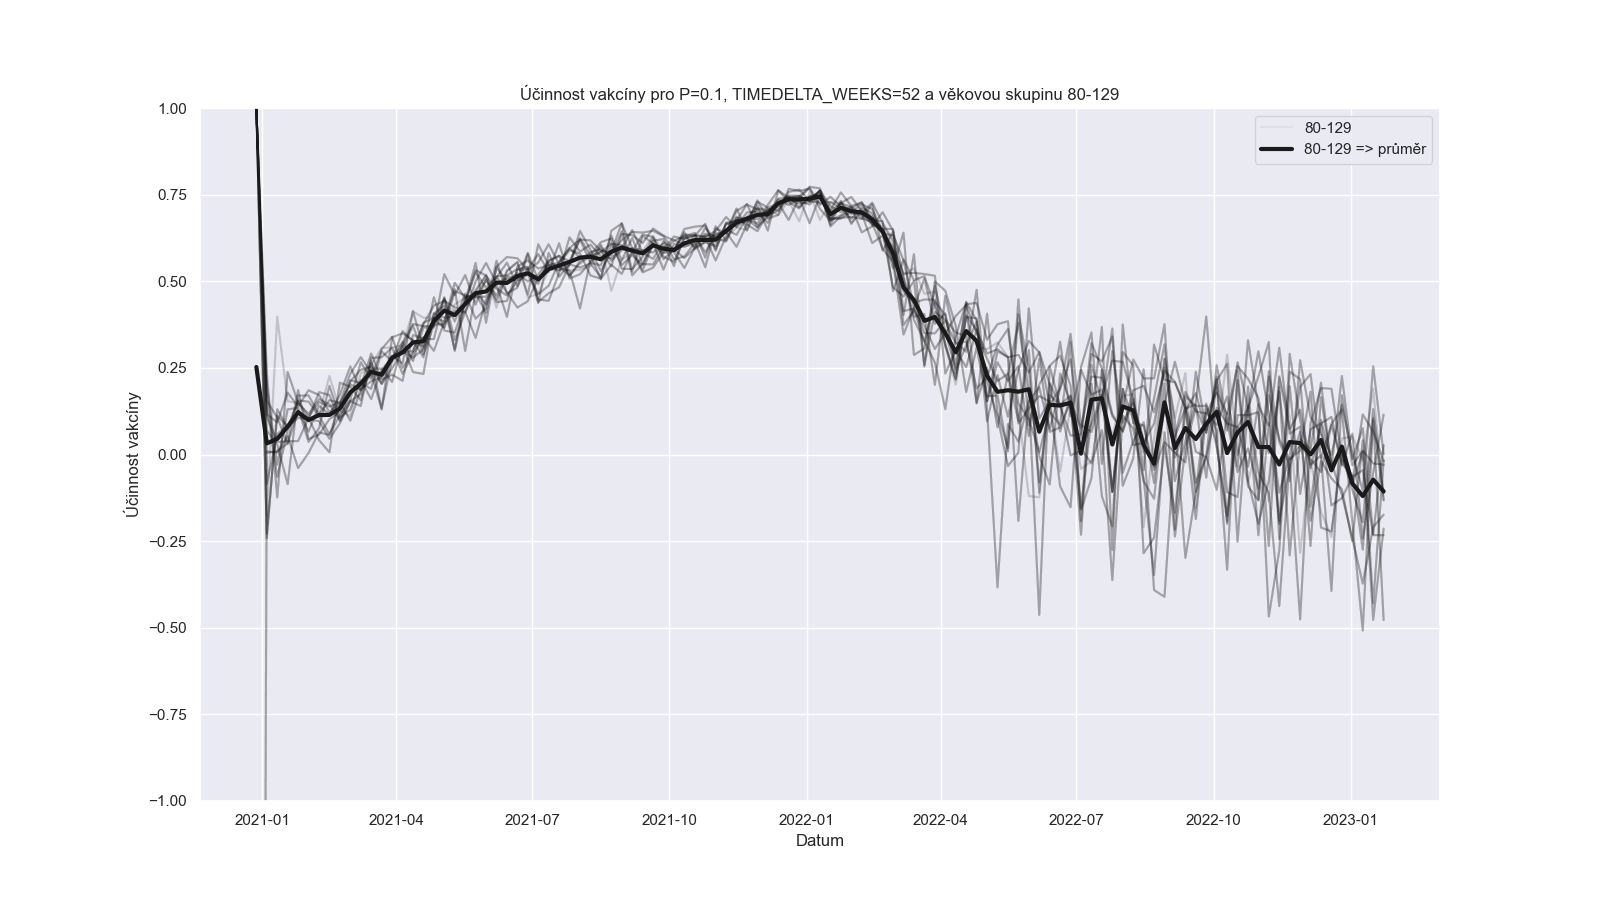 Účinnost vakcíny pro P=0.1, TIMEDELTA_WEEKS=52 a věkovou skupinu 80-129
80-129
80-129 => průměr
Účinnost vakcíny
1.00
0.75
0.50
0.25
0.00
−0.25
−0.50
−0.75
−1.00
2021-01 2021-04 2021-07 2021-10 2022-01 2022-04 2022-07 2022-10 2023-01
Datum